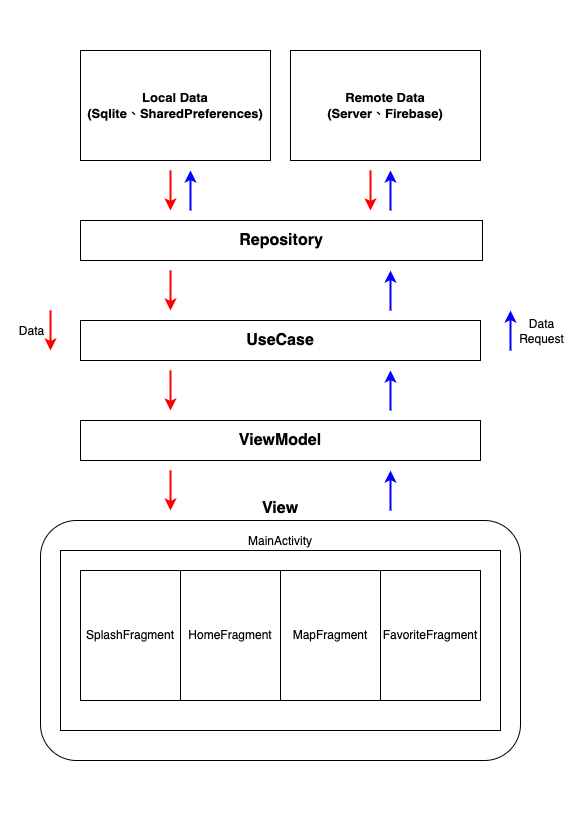 Local Data
(Sqlite、SharedPreferences)
Remote Data
(Server、Firebase)
Repository
Data
UseCase
Data
Request
ViewModel
View
MainActivity
SplashFragment
HomeFragment
MapFragment
FavoriteFragment